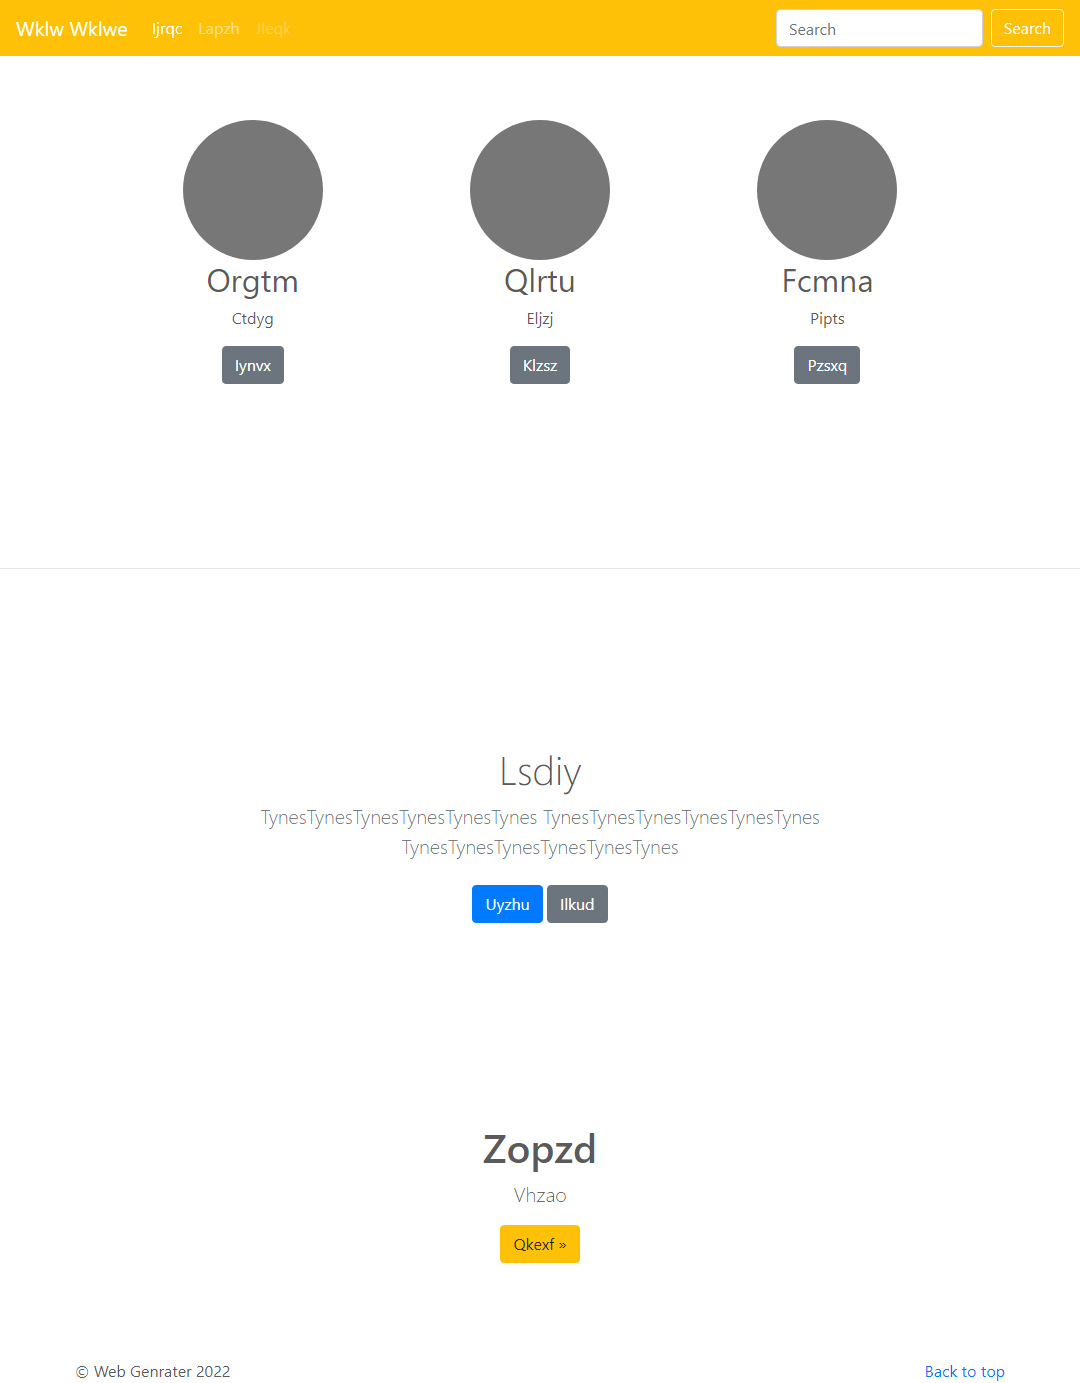 Wklw Wklwe Ijrqc Lapzh Jleqk Search Search
Orgtm Qlrtu Fcmna
Ctdyg Eljzj Pipts
Iynvx Klzsz Pzsxq
Lsdiy
TynesTynesTynesTynesTynesTynes TynesTynesTynesTynesTynesTynes
TynesTynesTynesTynesTynesTynes
Uyzhu Ilkud
Zopzd
Vhzao
Qkexf »
© Web Genrater 2022 Back to top